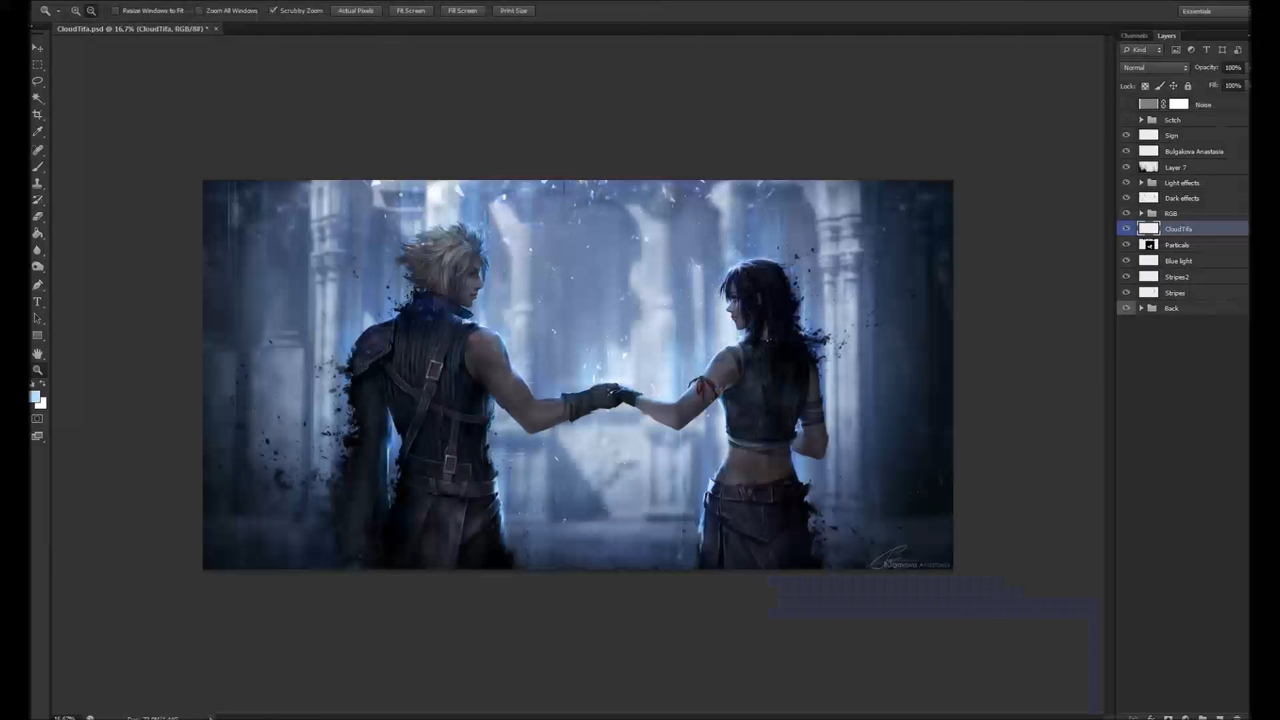 Resize Windows to Fit
Zoom All Windows
Scrubby Zoom
Actual Pixels
Fit Screen
Fill Screen
Print Size
Essentials
CloudTifa.psd @ 16,7% (CloudTifa, RGB/8#) *
Channels
Layers
Kind
Normal
Opacity: 100%
Lock:
Fill: 100%
Noise
Sctch
Sign
Bulgakova Anastasia
Layer 7
Light effects
Dark effects
RGB
CloudTifa
Particals
Blue light
Stripes2
Stripes
Back
Bulgakova Anastasia